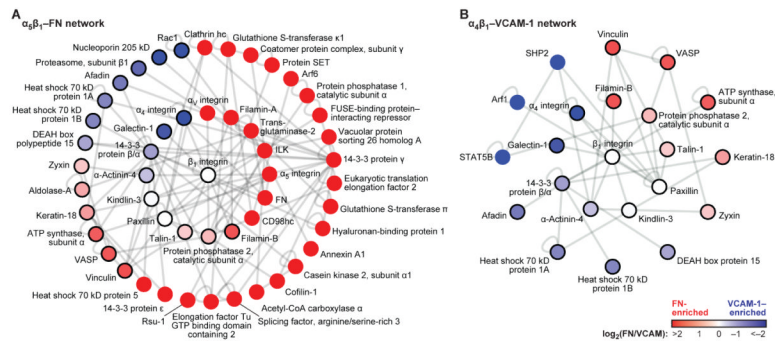 A
α5β1–FN network
Rac1
Clathrin hc
Glutathione S-transferase κ1
Nucleoporin 205 kD
Coatomer protein complex, subunit γ
Proteasome, subunit β1
Protein SET
Afadin
Arf6
Heat shock 70 kD
protein 1A
Protein phosphatase 1,
catalytic subunit α
Heat shock 70 kD
protein 1B
FUSE-binding protein–
interacting repressor
DEAH box
polypeptide 15
Vacuolar protein
sorting 26 homolog A
Zyxin
14-3-3 protein γ
Aldolase-A
Eukaryotic translation
elongation factor 2
Keratin-18
Glutathione S-transferase π
ATP synthase,
subunit α
Hyaluronan-binding protein 1
VASP
Annexin A1
Vinculin
Casein kinase 2, subunit α1
Heat shock 70 kD protein 5
Cofilin-1
14-3-3 protein ε
Acetyl-CoA carboxylase α
Rsu-1
Elongation factor Tu
GTP binding domain
containing 2
Splicing factor, arginine/serine-rich 3
αv integrin
α4 integrin
Filamin-A
Galectin-1
Trans-
glutaminase-2
14-3-3
protein β/α
ILK
α-Actinin-4
β1 integrin
α5 integrin
Kindlin-3
FN
Paxillin
CD98hc
Talin-1
Filamin-B
Protein phosphatase 2,
catalytic subunit α
B
α4β1–VCAM-1 network
Vinculin
SHP2
VASP
Filamin-B
Arf1
α4 integrin
ATP synthase,
subunit α
Protein phosphatase 2,
catalytic subunit α
Galectin-1
β1 integrin
Talin-1
STAT5B
Keratin-18
14-3-3
protein β/α
Paxillin
Afadin
α-Actinin-4
Kindlin-3
Zyxin
Heat shock 70 kD
protein 1A
Heat shock 70 kD
protein 1B
DEAH box protein 15
FN-
enriched
VCAM-1–
enriched
log2(FN/VCAM):
>2 1 0 –1 <–2